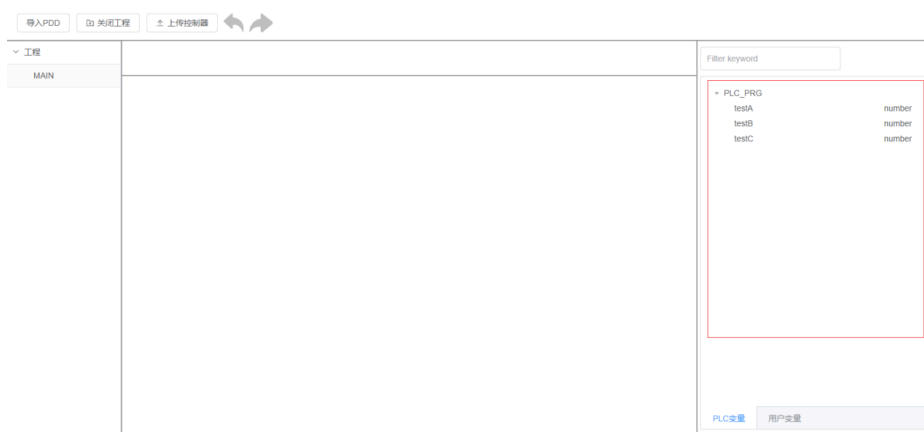 导入PDD 关闭工程 上传控制器
工程
MAIN
Filter keyword
PLC_PRG
testA number
testB number
testC number
PLC变量 用户变量